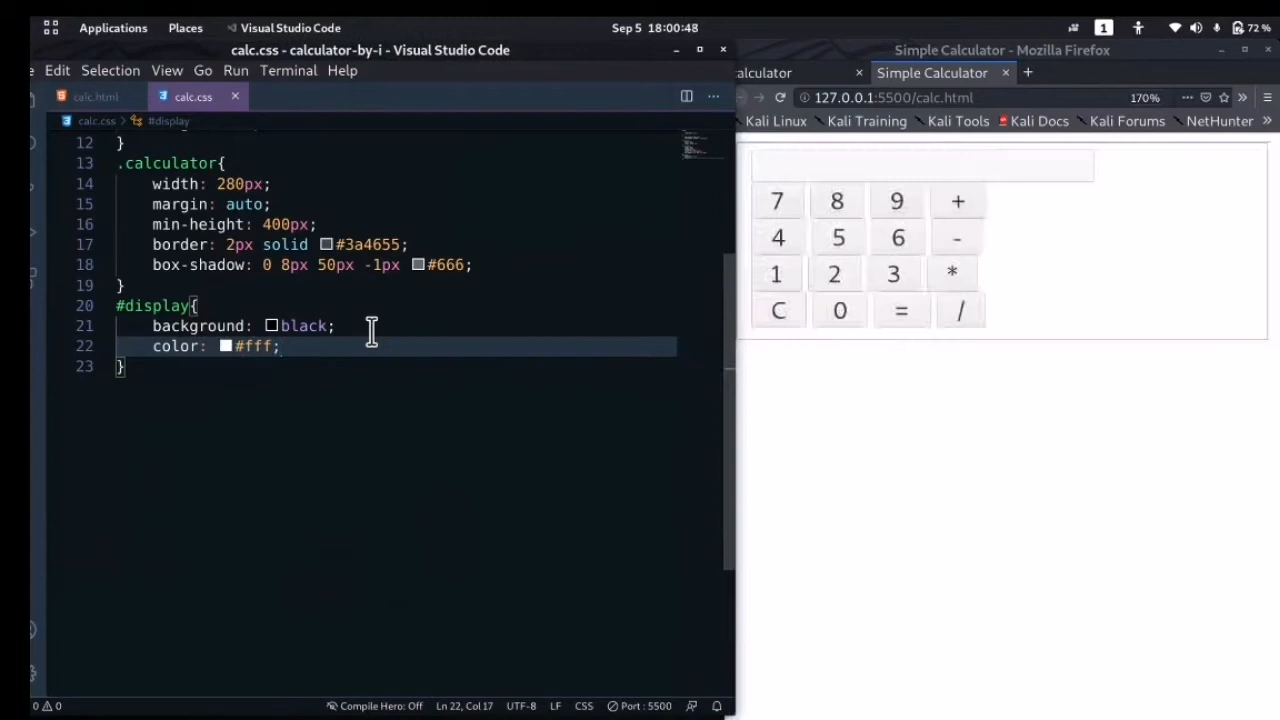 Applications Places Visual Studio Code Sep 5 18:00:48 1 72 %
calc.css - calculator-by-i - Visual Studio Code
Edit Selection View Go Run Terminal Help
calc.html calc.css
calc.css > #display
12 }
13 .calculator{
14 width: 280px;
15 margin: auto;
16 min-height: 400px;
17 border: 2px solid #3a4655;
18 box-shadow: 0 8px 50px -1px #666;
19 }
20 #display{
21 background: black;
22 color: #fff;
23 }
0 0 Compile Hero: Off Ln 22, Col 17 UTF-8 LF CSS Port : 5500
Simple Calculator - Mozilla Firefox
alculator Simple Calculator
127.0.0.1:5500/calc.html 170%
Kali Linux Kali Training Kali Tools Kali Docs Kali Forums NetHunter
7 8 9 +
4 5 6 -
1 2 3 *
C 0 = /